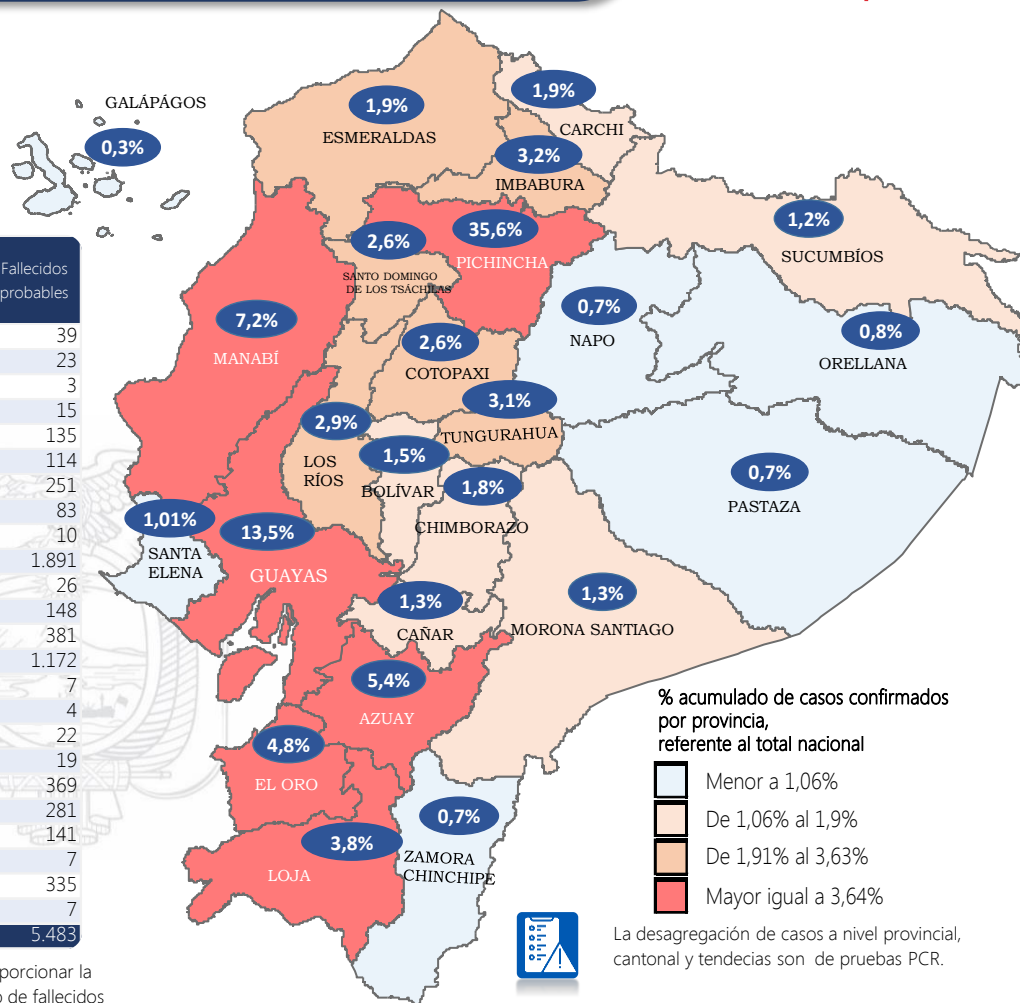 GALÁPÁGOS
0,3%
1,9%
ESMERALDAS
1,9%
CARCHI
3,2%
IMBABURA
1,2%
SUCUMBÍOS
2,6%
SANTO DOMINGO
DE LOS TSÁCHILAS
35,6%
PICHINCHA
7,2%
MANABÍ
0,7%
NAPO
0,8%
ORELLANA
2,6%
COTOPAXI
3,1%
TUNGURAHUA
2,9%
LOS
RÍOS
1,5%
BOLÍVAR
1,8%
CHIMBORAZO
0,7%
PASTAZA
1,01%
SANTA
ELENA
13,5%
GUAYAS
1,3%
CAÑAR
1,3%
MORONA SANTIAGO
5,4%
AZUAY
4,8%
EL ORO
3,8%
LOJA
0,7%
ZAMORA
CHINCHIPE
Fallecidos
probables
39
23
3
15
135
114
251
83
10
1.891
26
148
381
1.172
7
4
22
19
369
281
141
7
335
7
5.483
porcionar la
de fallecidos
% acumulado de casos confirmados
por provincia,
referente al total nacional
Menor a 1,06%
De 1,06% al 1,9%
De 1,91% al 3,63%
Mayor igual a 3,64%
La desagregación de casos a nivel provincial,
cantonal y tendecias son de pruebas PCR.